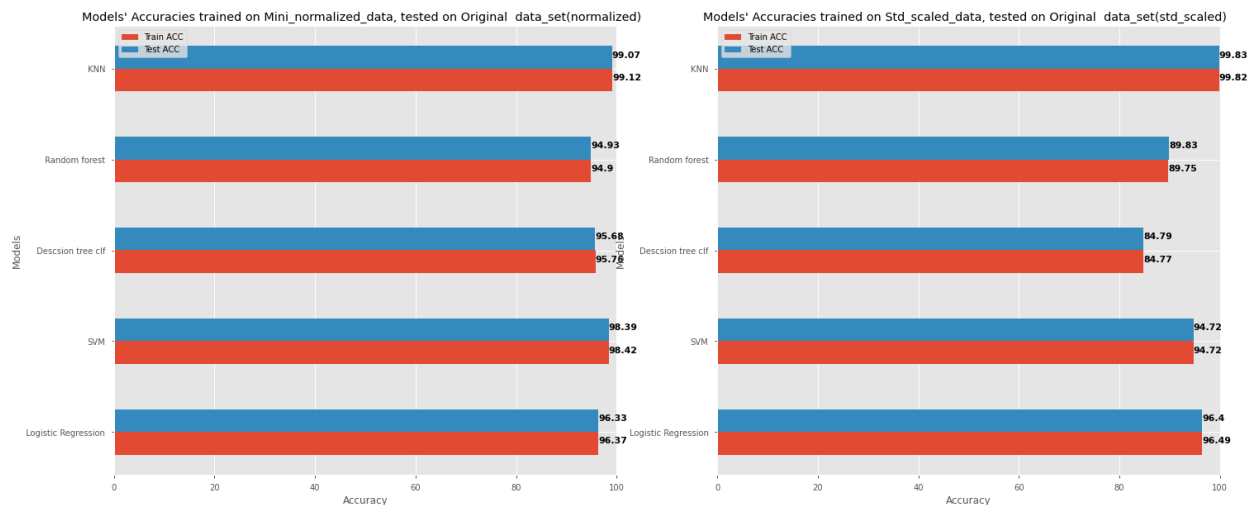 Models' Accuracies trained on Mini_normalized_data, tested on Original  data_set(normalized)
Train ACC
Test ACC
KNN
99.07
99.12
Random forest
94.93
94.9
Models
Descsion tree clf
95.68
95.76
SVM
98.39
98.42
Logistic Regression
96.33
96.37
0 20 40 60 80 100
Accuracy
Models' Accuracies trained on Std_scaled_data, tested on Original  data_set(std_scaled)
Train ACC
Test ACC
KNN
99.83
99.82
Random forest
89.83
89.75
Models
Descsion tree clf
84.79
84.77
SVM
94.72
94.72
Logistic Regression
96.4
96.49
0 20 40 60 80 100
Accuracy